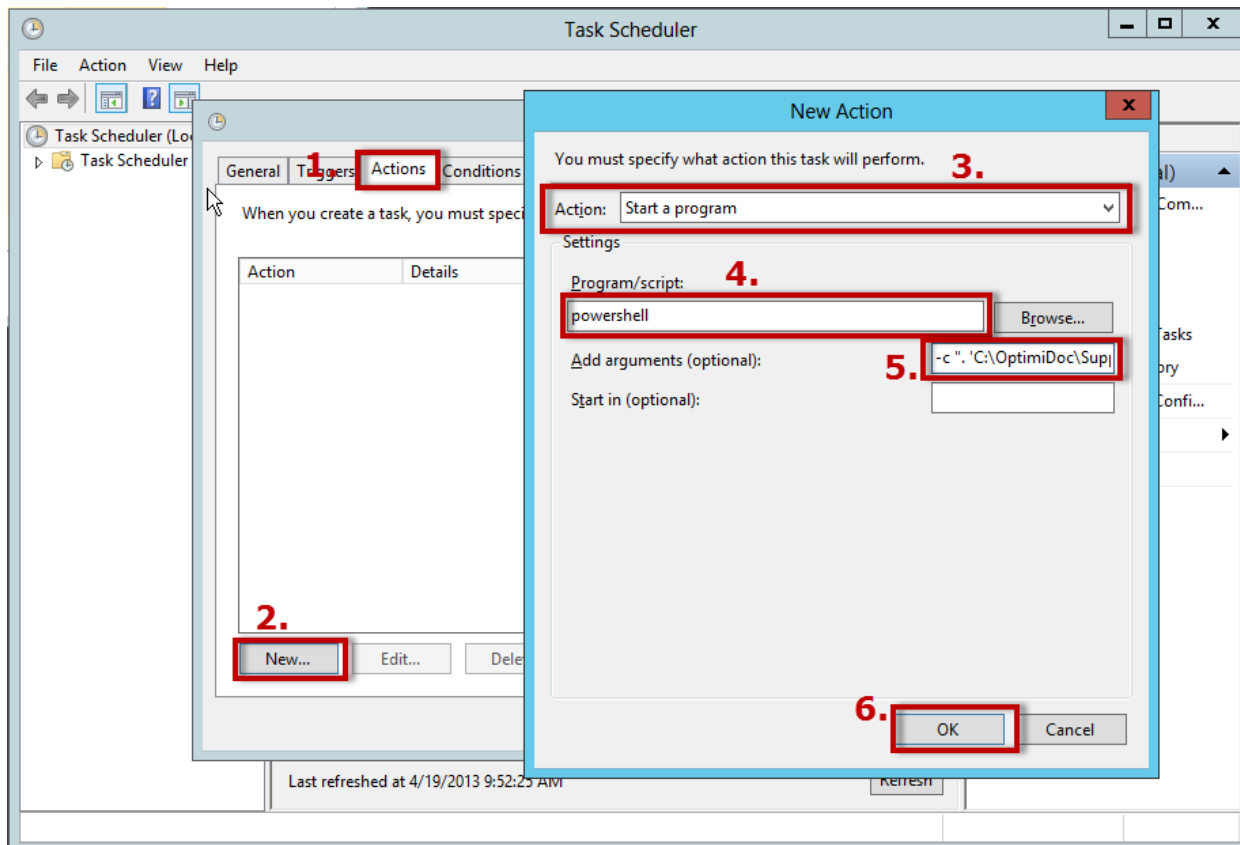 Task Scheduler
File Action View Help
Task Scheduler (Lo
Task Scheduler
1.
General Triggers Actions Conditions
When you create a task, you must speci
Action Details
2.
New... Edit... Dele
Last refreshed at 4/19/2013 9:52:25 AM
Refresh
New Action
x
You must specify what action this task will perform.
3.
Action: Start a program
Settings
4.
Program/script:
powershell
Browse...
Add arguments (optional):
5.
-c ". 'C:\OptimiDoc\Supp
Start in (optional):
6.
OK Cancel
al)
Com...
Tasks
ory
Confi...